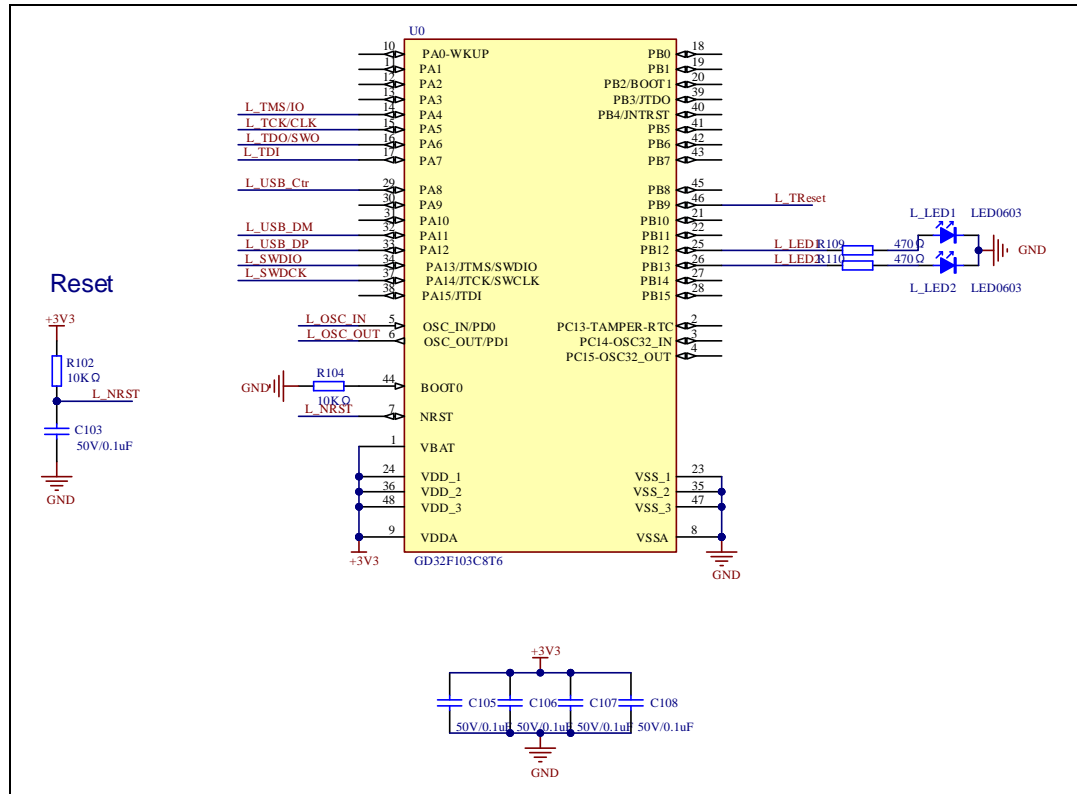 U0
10 PA0-WKUP PB0 18
11 PA1 PB1 19
12 PA2 PB2/BOOT1 20
13 PA3 PB3/JTDO 39
L_TMS/IO 14 PA4 PB4/JNTRST 40
L_TCK/CLK 15 PA5 PB5 41
L_TDO/SWO 16 PA6 PB6 42
L_TDI 17 PA7 PB7 43
L_USB_Ctr 29 PA8 PB8 45
30 PA9 PB9 46 L_TReset
31 PA10 PB10 21
L_USB_DM 32 PA11 PB11 22
L_USB_DP 33 PA12 PB12 25 L_LED1 R109 470Ω L_LED1 LED0603
GND
L_SWDIO 34 PA13/JTMS/SWDIO PB13 26 L_LED2 R110 470Ω L_LED2 LED0603
L_SWDCK 37 PA14/JTCK/SWCLK PB14 27
38 PA15/JTDI PB15 28
L_OSC_IN 5 OSC_IN/PD0 PC13-TAMPER-RTC 2
L_OSC_OUT 6 OSC_OUT/PD1 PC14-OSC32_IN 3
PC15-OSC32_OUT 4
GND R104 10KΩ 44 BOOT0
L_NRST 7 NRST
1 VBAT
24 VDD_1 VSS_1 23
36 VDD_2 VSS_2 35
48 VDD_3 VSS_3 47
9 VDDA VSSA 8
+3V3 GD32F103C8T6 GND
Reset
+3V3
R102
10KΩ
L_NRST
C103
50V/0.1uF
GND
+3V3
C105 C106 C107 C108
50V/0.1uF 50V/0.1uF 50V/0.1uF 50V/0.1uF
GND